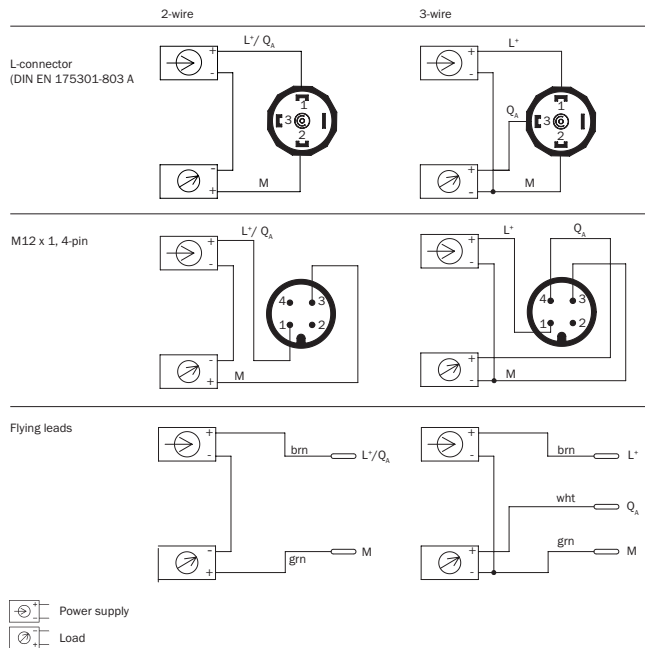 2-wire 3-wire
L-connector
(DIN EN 175301-803 A
L⁺/ Q_A
+
-
1
3
2
-
+
M
L⁺
+
-
Q_A
1
3
2
+
-
M
M12 x 1, 4-pin
L⁺/ Q_A
+
-
4 3
1 2
-
+
M
L⁺ Q_A
+
-
4 3
1 2
+
-
M
Flying leads
+
-
brn L⁺/Q_A
-
+
grn M
+
-
brn L⁺
wht Q_A
+
-
grn M
+
-
Power supply
-
+
Load